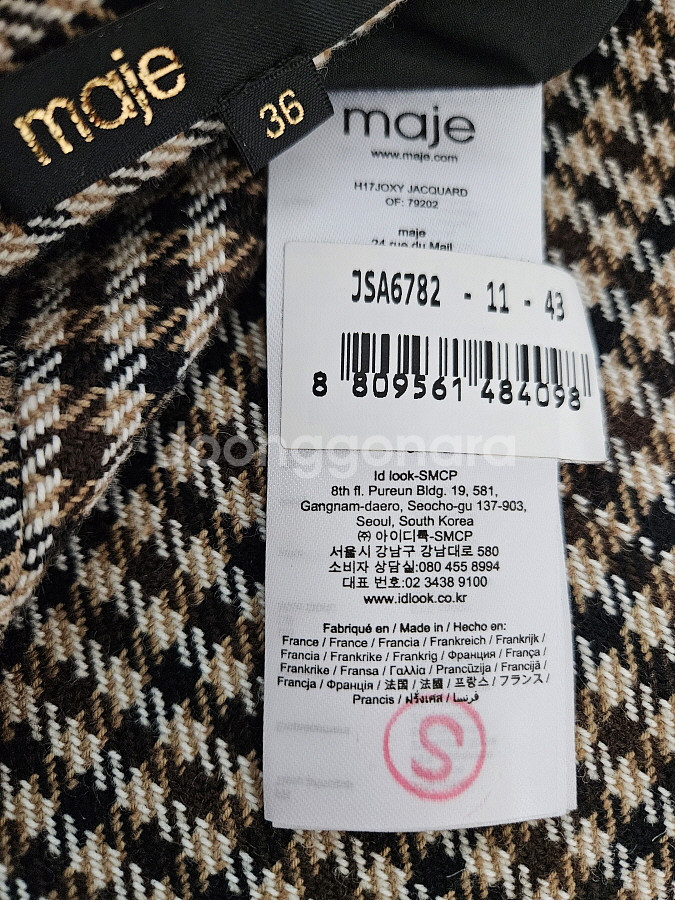 maje
36
maje
www.maje.com
H17JOXY JACQUARD
OF: 79202
maje
24 rue du Mail
JSA6782 - 11 - 43
8 809561 484098
Joonggonara
Id look-SMCP
8th fl. Pureun Bldg. 19, 581,
Gangnam-daero, Seocho-gu 137-903,
Seoul, South Korea
㈜ 아이디룩-SMCP
서울시 강남구 강남대로 580
소비자 상담실:080 455 8994
대표 번호:02 3438 9100
www.idlook.co.kr
Fabriqué en / Made in / Hecho en:
France / France / Francia / Frankreich / Frankrijk /
Francia / Frankrike / Frankrig / Франция / França /
Frankrike / Fransa / Γαλλία / Prancūzija / Francijā /
Francja / Франція / 法国 / 法國 / 프랑스 / フランス /
Prancis / ฝรั่งเศส / فرنسا
S